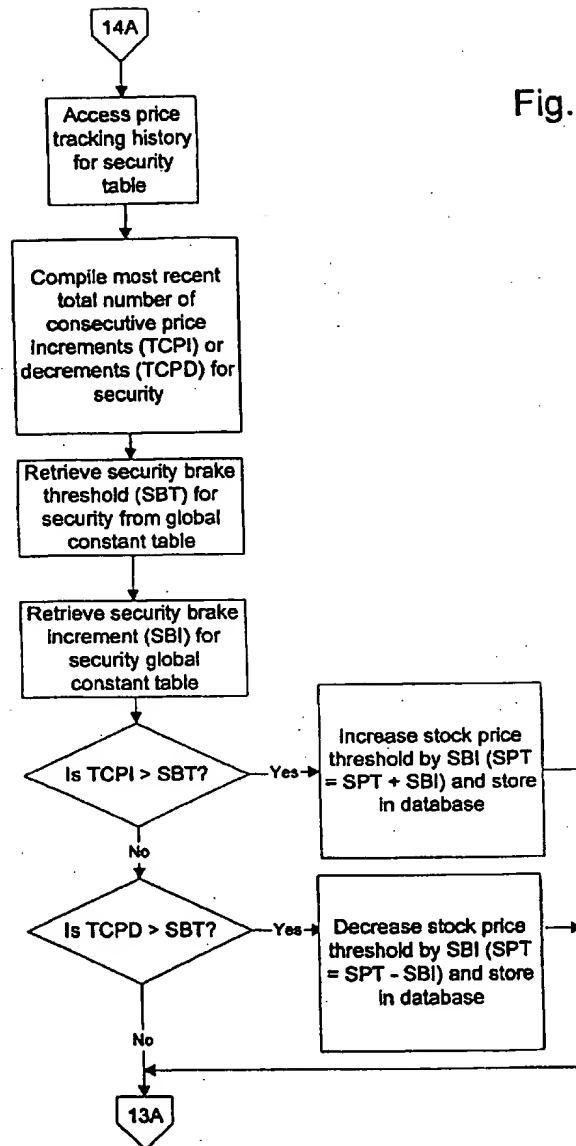 14A
Fig.
Access price
tracking history
for security
table
Compile most recent
total number of
consecutive price
increments (TCPI) or
decrements (TCPD) for
security
Retrieve security brake
threshold (SBT) for
security from global
constant table
Retrieve security brake
increment (SBI) for
security global
constant table
Is TCPI > SBT?
Yes
Increase stock price
threshold by SBI (SPT
= SPT + SBI) and store
in database
No
Is TCPD > SBT?
Yes
Decrease stock price
threshold by SBI (SPT
= SPT - SBI) and store
in database
No
13A